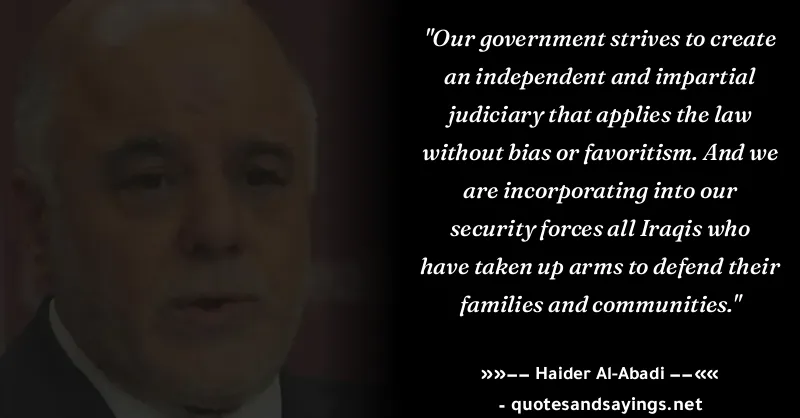 "Our government strives to create
an independent and impartial
judiciary that applies the law
without bias or favoritism. And we
are incorporating into our
security forces all Iraqis who
have taken up arms to defend their
families and communities."
»»−− Haider Al-Abadi −−««
- quotesandsayings.net